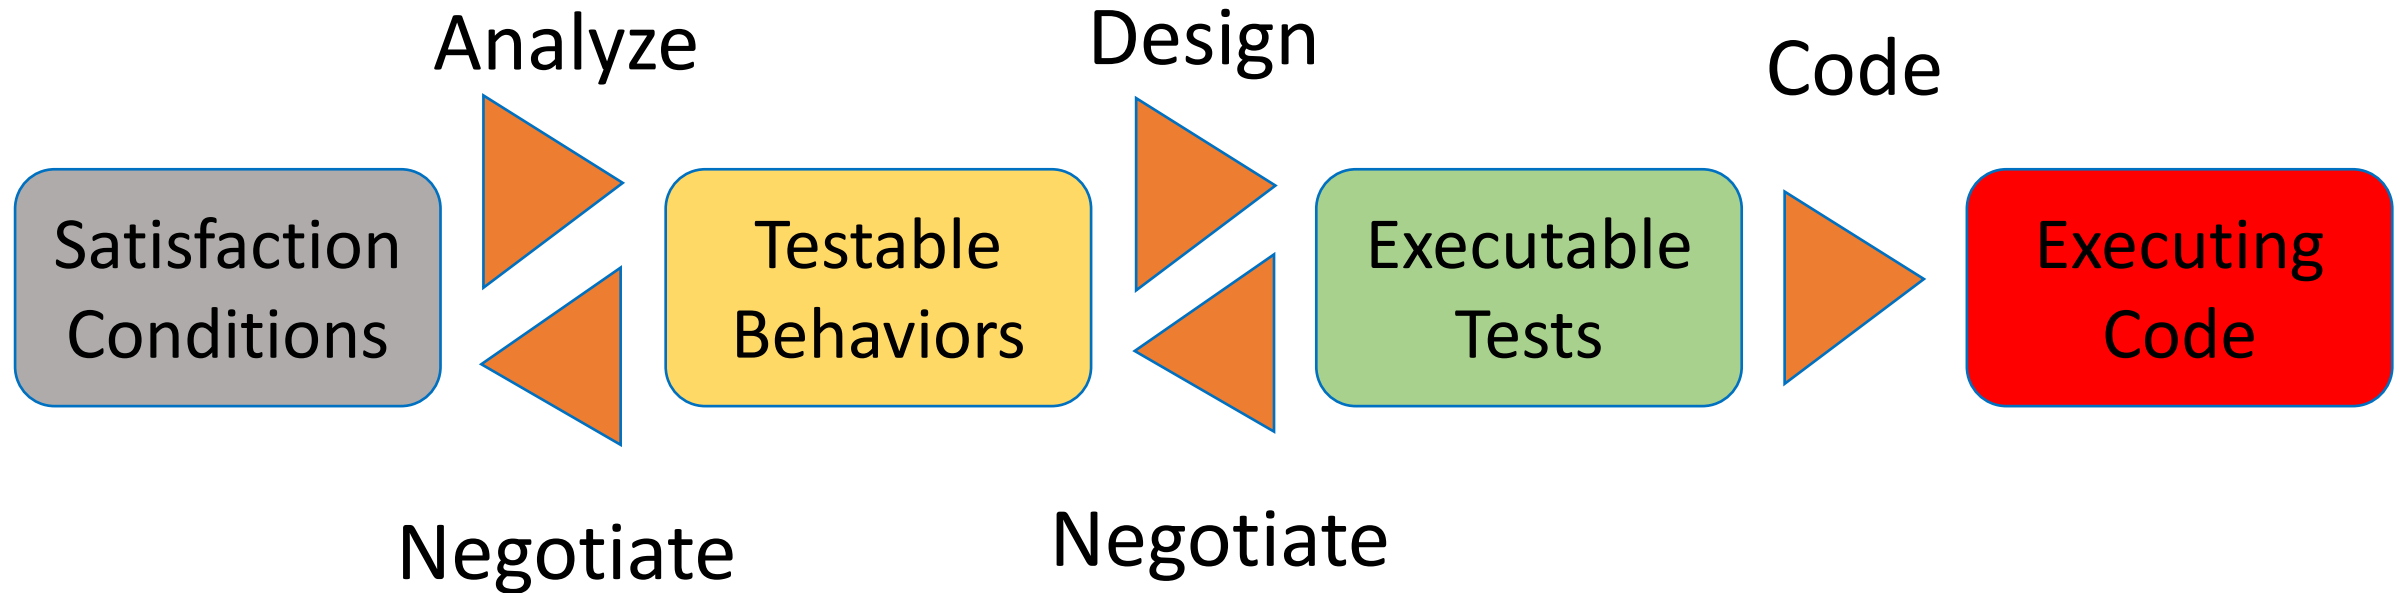 Analyze
Design
Code
Satisfaction
Conditions
Testable
Behaviors
Executable
Tests
Executing
Code
Negotiate
Negotiate